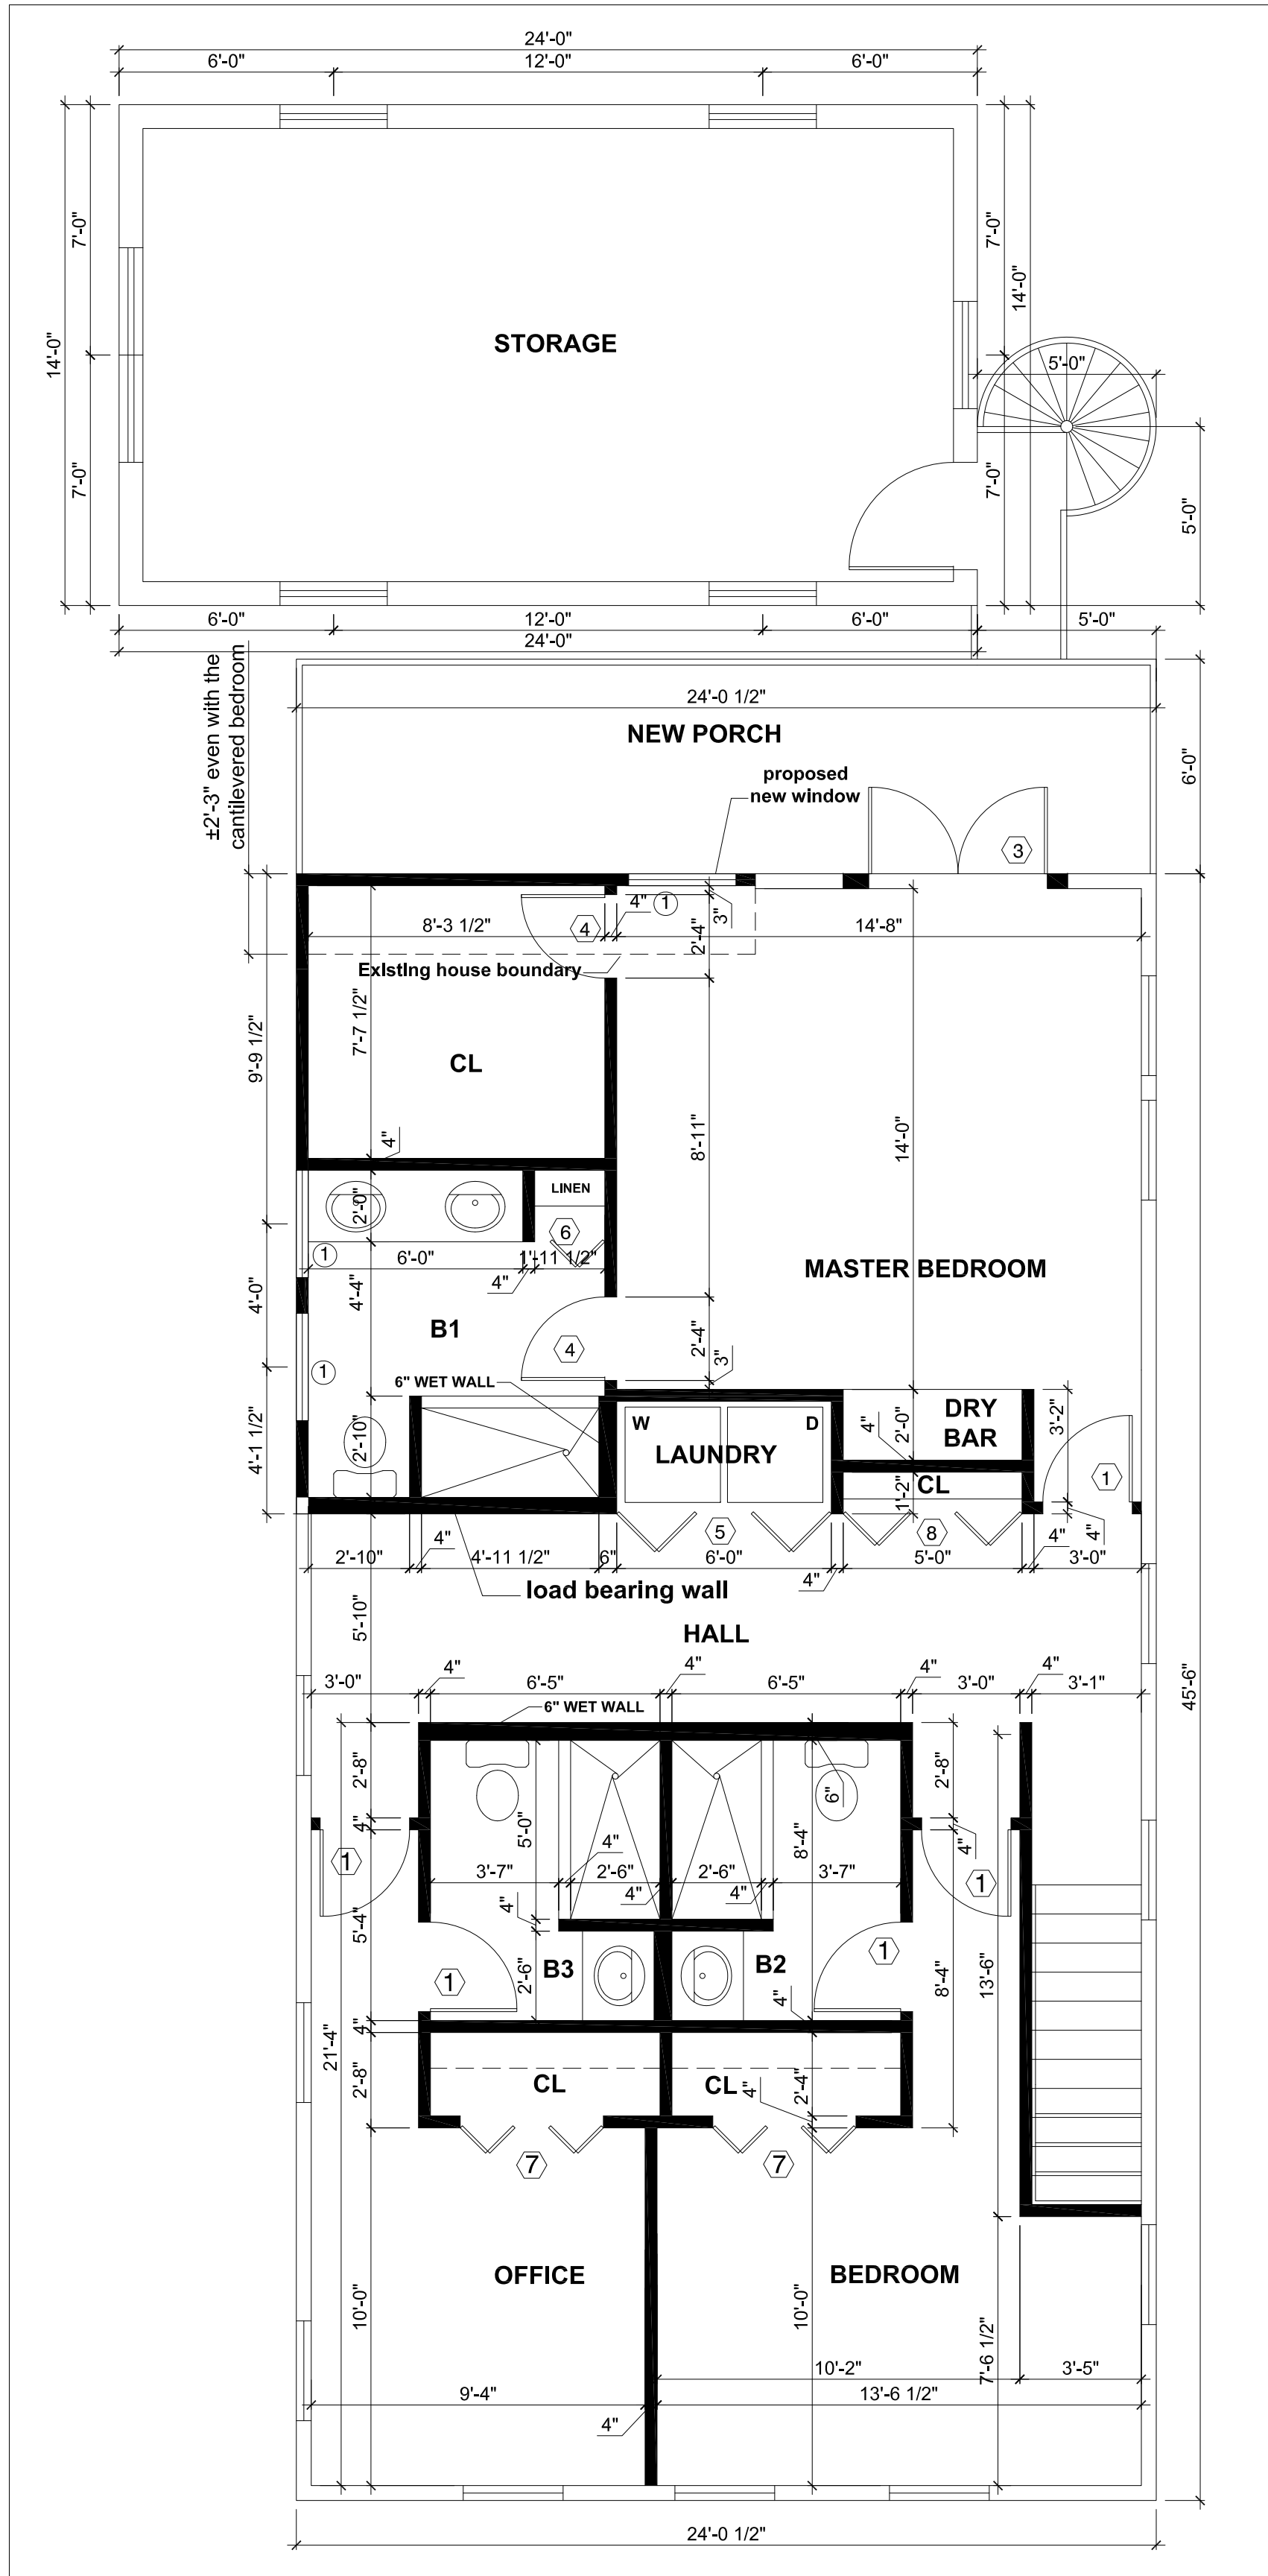 24'-0"
6'-0" 12'-0" 6'-0"
7'-0"
14'-0"
7'-0"
7'-0"
14'-0"
7'-0"
STORAGE
5'-0"
5'-0"
6'-0" 12'-0" 6'-0" 5'-0"
24'-0"
±2'-3" even with the
cantilevered bedroom
24'-0 1/2"
NEW PORCH
6'-0"
proposed
new window
3
4" 1
4
3"
8'-3 1/2" 2'-4" 14'-8"
Existing house boundary
7'-7 1/2"
9'-9 1/2"
CL
8'-11"
14'-0"
4"
LINEN
2'-0"
6
1
6'-0" 1'-11 1/2"
4"
MASTER BEDROOM
4'-0"
4'-4"
B1
4
2'-4"
3"
1
6" WET WALL
W D
LAUNDRY
4"
2'-0"
DRY
BAR
3'-2"
2'-10"
4'-1 1/2"
CL
1'-2"
1
4"
5
8
4" 4"
2'-10" 4'-11 1/2" 6" 6'-0" 5'-0" 3'-0"
4"
load bearing wall
5'-10"
HALL
45'-6"
4" 4" 4" 4"
3'-0" 6'-5" 6'-5" 3'-0" 3'-1"
6" WET WALL
2'-8"
2'-8"
6"
4"
4"
5'-0"
8'-4"
1
4"
1
3'-7" 2'-6" 2'-6" 3'-7"
4" 4"
4"
5'-4"
1
B3
B2
2'-6"
1
4"
8'-4"
13'-6"
4"
21'-4"
2'-8"
CL
CL
4"
2'-4"
7
7
OFFICE
BEDROOM
10'-0"
10'-0"
7'-6 1/2"
10'-2" 3'-5"
9'-4" 13'-6 1/2"
4"
24'-0 1/2"